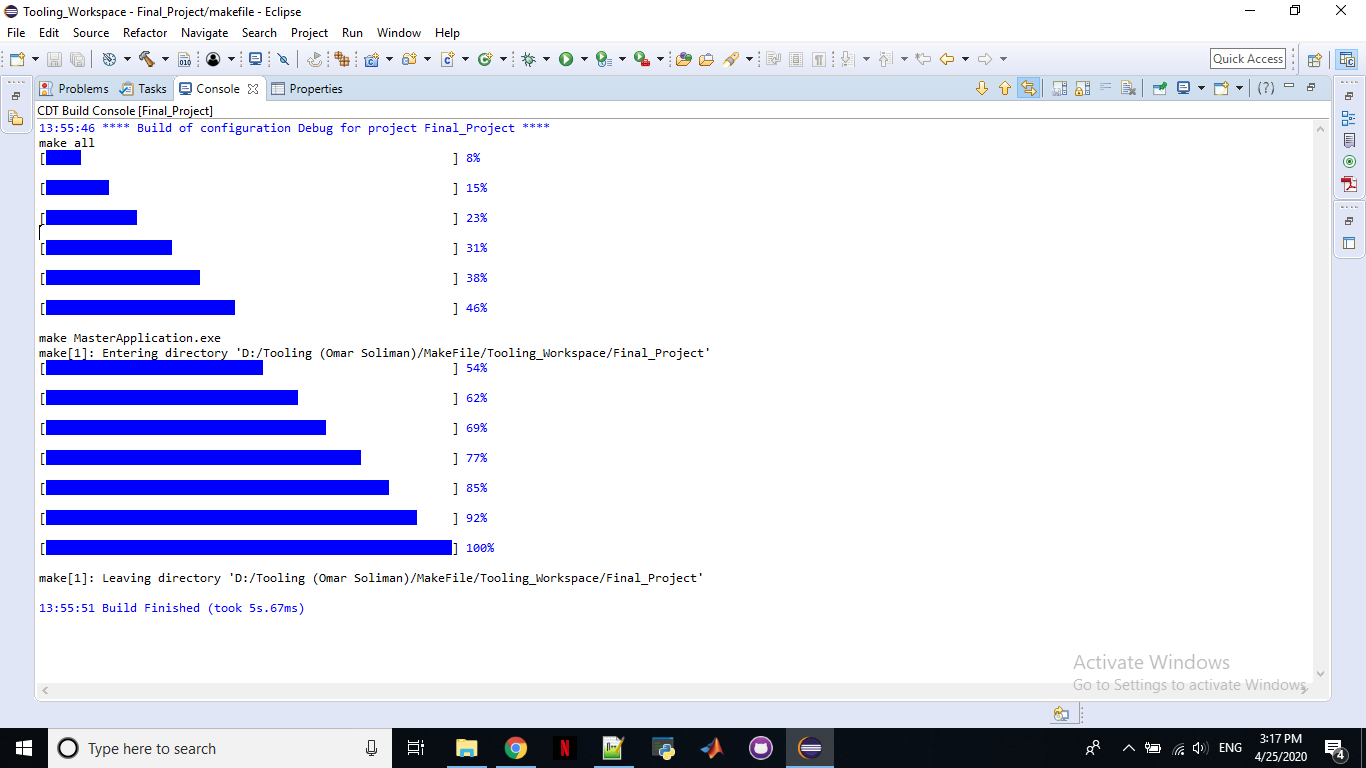 Tooling_Workspace - Final_Project/makefile - Eclipse
File Edit Source Refactor Navigate Search Project Run Window Help
Quick Access
Problems Tasks Console Properties
CDT Build Console [Final_Project]
13:55:46 **** Build of configuration Debug for project Final_Project ****
make all
[ ] 8%
[ ] 15%
[ ] 23%
[ ] 31%
[ ] 38%
[ ] 46%
make MasterApplication.exe
make[1]: Entering directory 'D:/Tooling (Omar Soliman)/MakeFile/Tooling_Workspace/Final_Project'
[ ] 54%
[ ] 62%
[ ] 69%
[ ] 77%
[ ] 85%
[ ] 92%
[ ] 100%
make[1]: Leaving directory 'D:/Tooling (Omar Soliman)/MakeFile/Tooling_Workspace/Final_Project'
13:55:51 Build Finished (took 5s.67ms)
Activate Windows
Go to Settings to activate Windows.
Type here to search
ENG
3:17 PM
4/25/2020
4